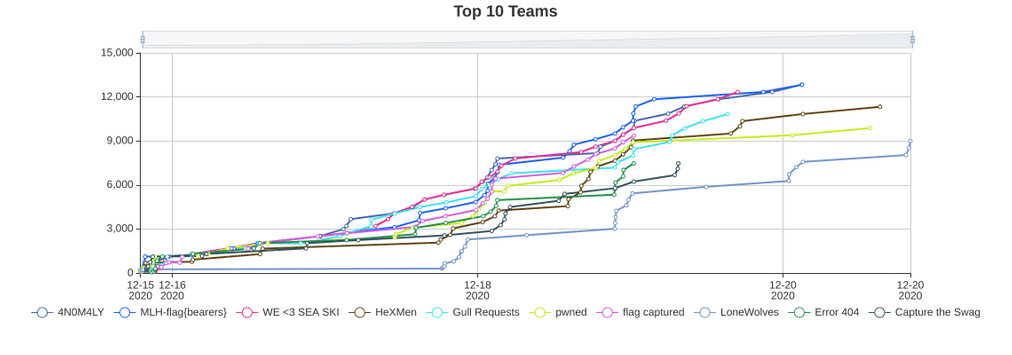 Top 10 Teams
15,000
12,000
9,000
6,000
3,000
0
12-15 12-16 12-18 12-20 12-20
2020 2020 2020 2020 2020
4N0M4LY MLH-flag{bearers} WE <3 SEA SKI HeXMen Gull Requests pwned flag captured LoneWolves Error 404 Capture the Swag